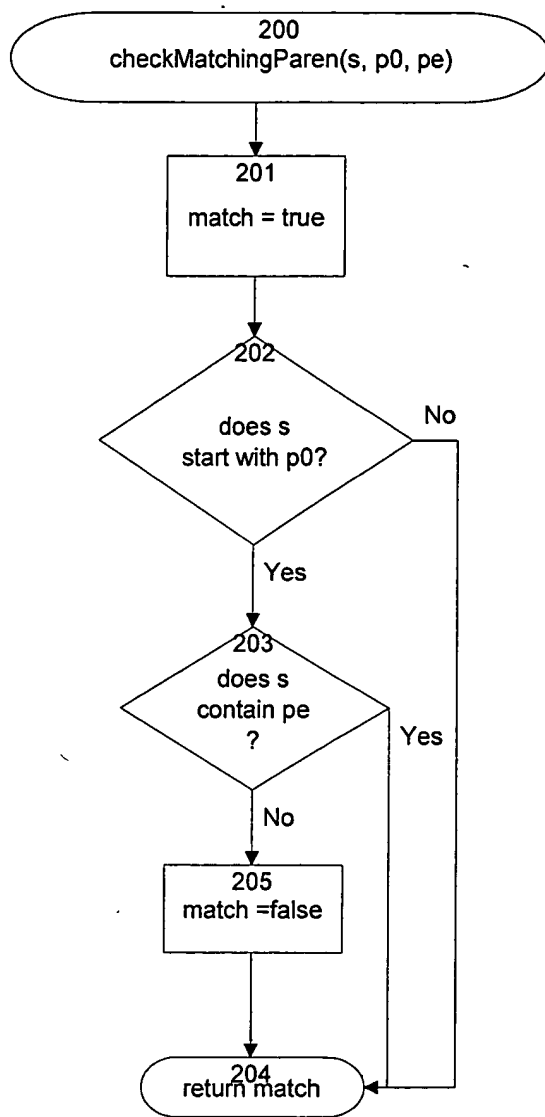 200
checkMatchingParen(s, p0, pe)
201
match = true
202
does s
start with p0?
No
Yes
203
does s
contain pe
?
Yes
No
205
match =false
204
return match